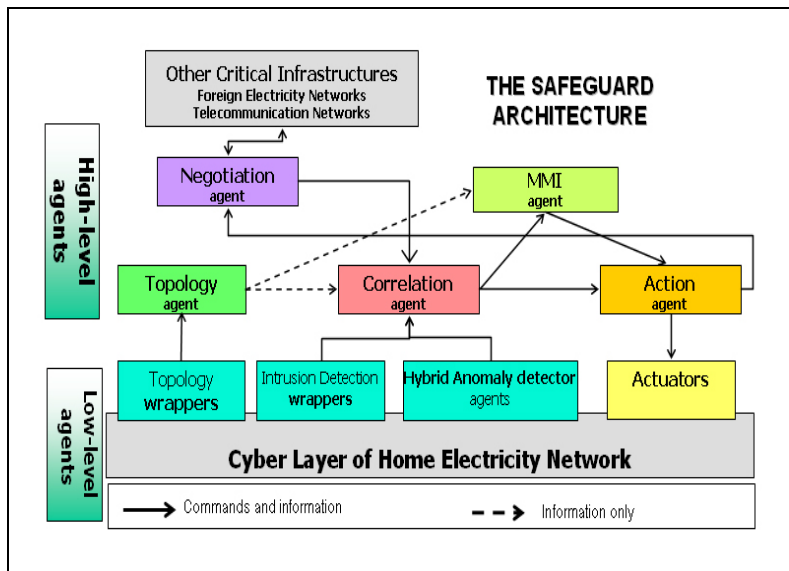 Other Critical Infrastructures
Foreign Electricity Networks
Telecommunication Networks
THE SAFEGUARD
ARCHITECTURE
High-level
agents
Negotiation
agent
MMI
agent
Topology
agent
Correlation
agent
Action
agent
Low-level
agents
Topology
wrappers
Intrusion Detection
wrappers
Hybrid Anomaly detector
agents
Actuators
Cyber Layer of Home Electricity Network
Commands and information
Information only